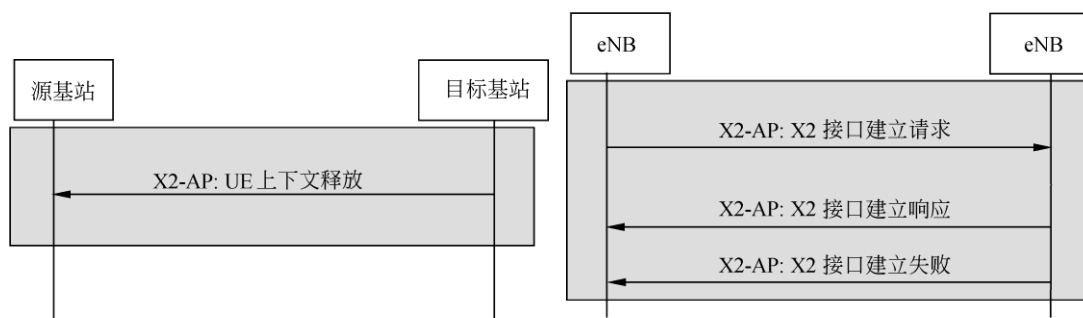 源基站
目标基站
X2-AP: UE 上下文释放
eNB
eNB
X2-AP: X2 接口建立请求
X2-AP: X2 接口建立响应
X2-AP: X2 接口建立失败